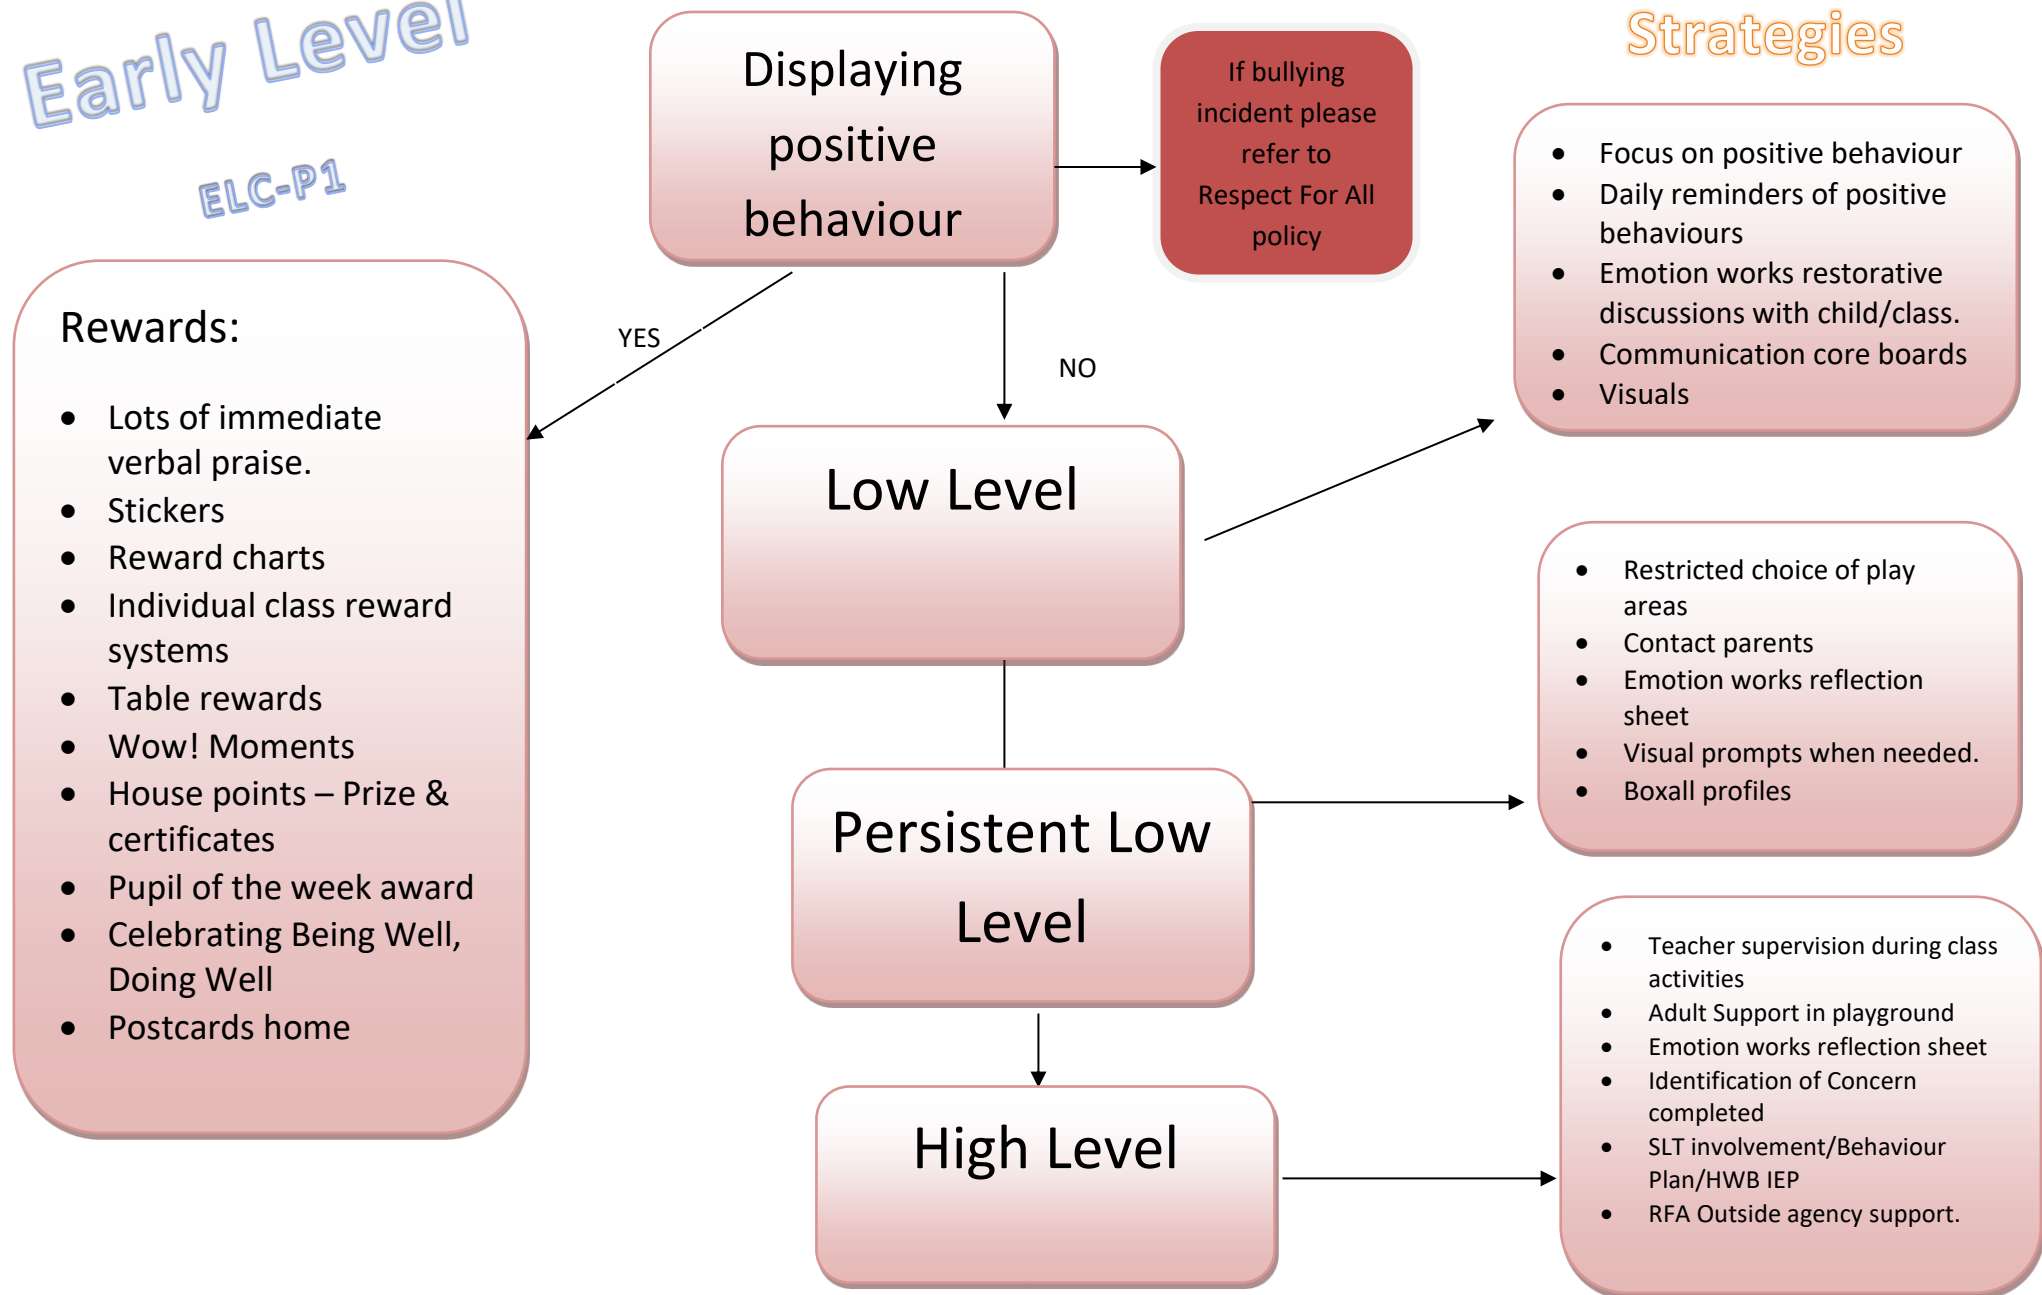 Early Level
ELC-P1
Rewards:
• Lots of immediate
verbal praise.
• Stickers
• Reward charts
• Individual class reward
systems
• Table rewards
• Wow! Moments
• House points – Prize &
certificates
• Pupil of the week award
• Celebrating Being Well,
Doing Well
• Postcards home
Displaying
positive
behaviour
If bullying
incident please
refer to
Respect For All
policy
YES
NO
Low Level
Persistent Low
Level
High Level
Strategies
• Focus on positive behaviour
• Daily reminders of positive
behaviours
• Emotion works restorative
discussions with child/class.
• Communication core boards
• Visuals
• Restricted choice of play
areas
• Contact parents
• Emotion works reflection
sheet
• Visual prompts when needed.
• Boxall profiles
• Teacher supervision during class
activities
• Adult Support in playground
• Emotion works reflection sheet
• Identification of Concern
completed
• SLT involvement/Behaviour
Plan/HWB IEP
• RFA Outside agency support.